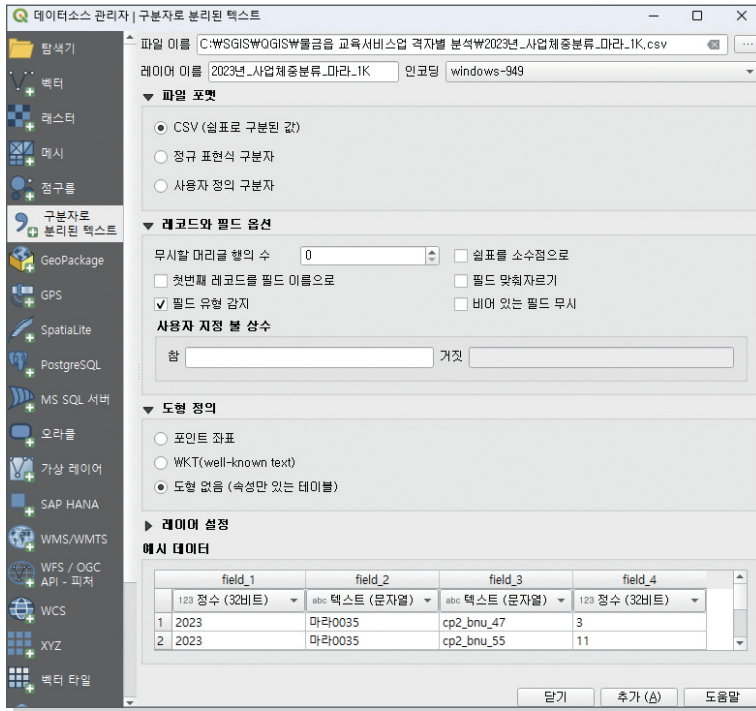 데이터소스 관리자 | 구분자로 분리된 텍스트
탐색기
벡터
래스터
메시
점구름
구분자로
분리된 텍스트
GeoPackage
GPS
SpatiaLite
PostgreSQL
MS SQL 서버
오라클
가상 레이어
SAP HANA
WMS/WMTS
WFS / OGC
API - 피처
WCS
XYZ
벡터 타일
파일 이름 C:₩SGIS₩QGIS₩물금읍 교육서비스업 격자별 분석₩2023년_사업체중분류_마라_1K.csv ...
레이어 이름 2023년_사업체중분류_마라_1K 인코딩 windows-949
파일 포맷
CSV (쉼표로 구분된 값)
정규 표현식 구분자
사용자 정의 구분자
레코드와 필드 옵션
무시할 머리글 행의 수 0 쉼표를 소수점으로
첫번째 레코드를 필드 이름으로 필드 맞춰자르기
필드 유형 감지 비어 있는 필드 무시
사용자 지정 불 상수
참 거짓
도형 정의
포인트 좌표
WKT(well-known text)
도형 없음 (속성만 있는 테이블)
레이어 설정
예시 데이터
field_1 field_2 field_3 field_4
123 정수 (32비트) abc 텍스트 (문자열) abc 텍스트 (문자열) 123 정수 (32비트)
1 2023 마라0035 cp2_bnu_47 3
2 2023 마라0035 cp2_bnu_55 11
닫기 추가 (A) 도움말